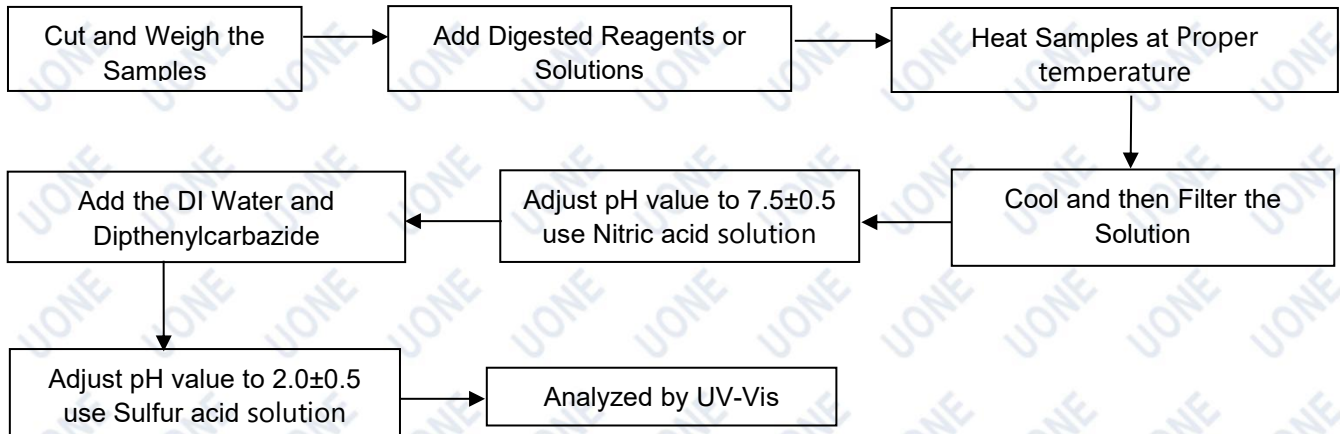 Cut and Weigh the
Samples
Add Digested Reagents or
Solutions
Heat Samples at Proper
temperature
Cool and then Filter the
Solution
Adjust pH value to 7.5±0.5
use Nitric acid solution
Add the DI Water and
Dipthenylcarbazide
Adjust pH value to 2.0±0.5
use Sulfur acid solution
Analyzed by UV-Vis
UONE